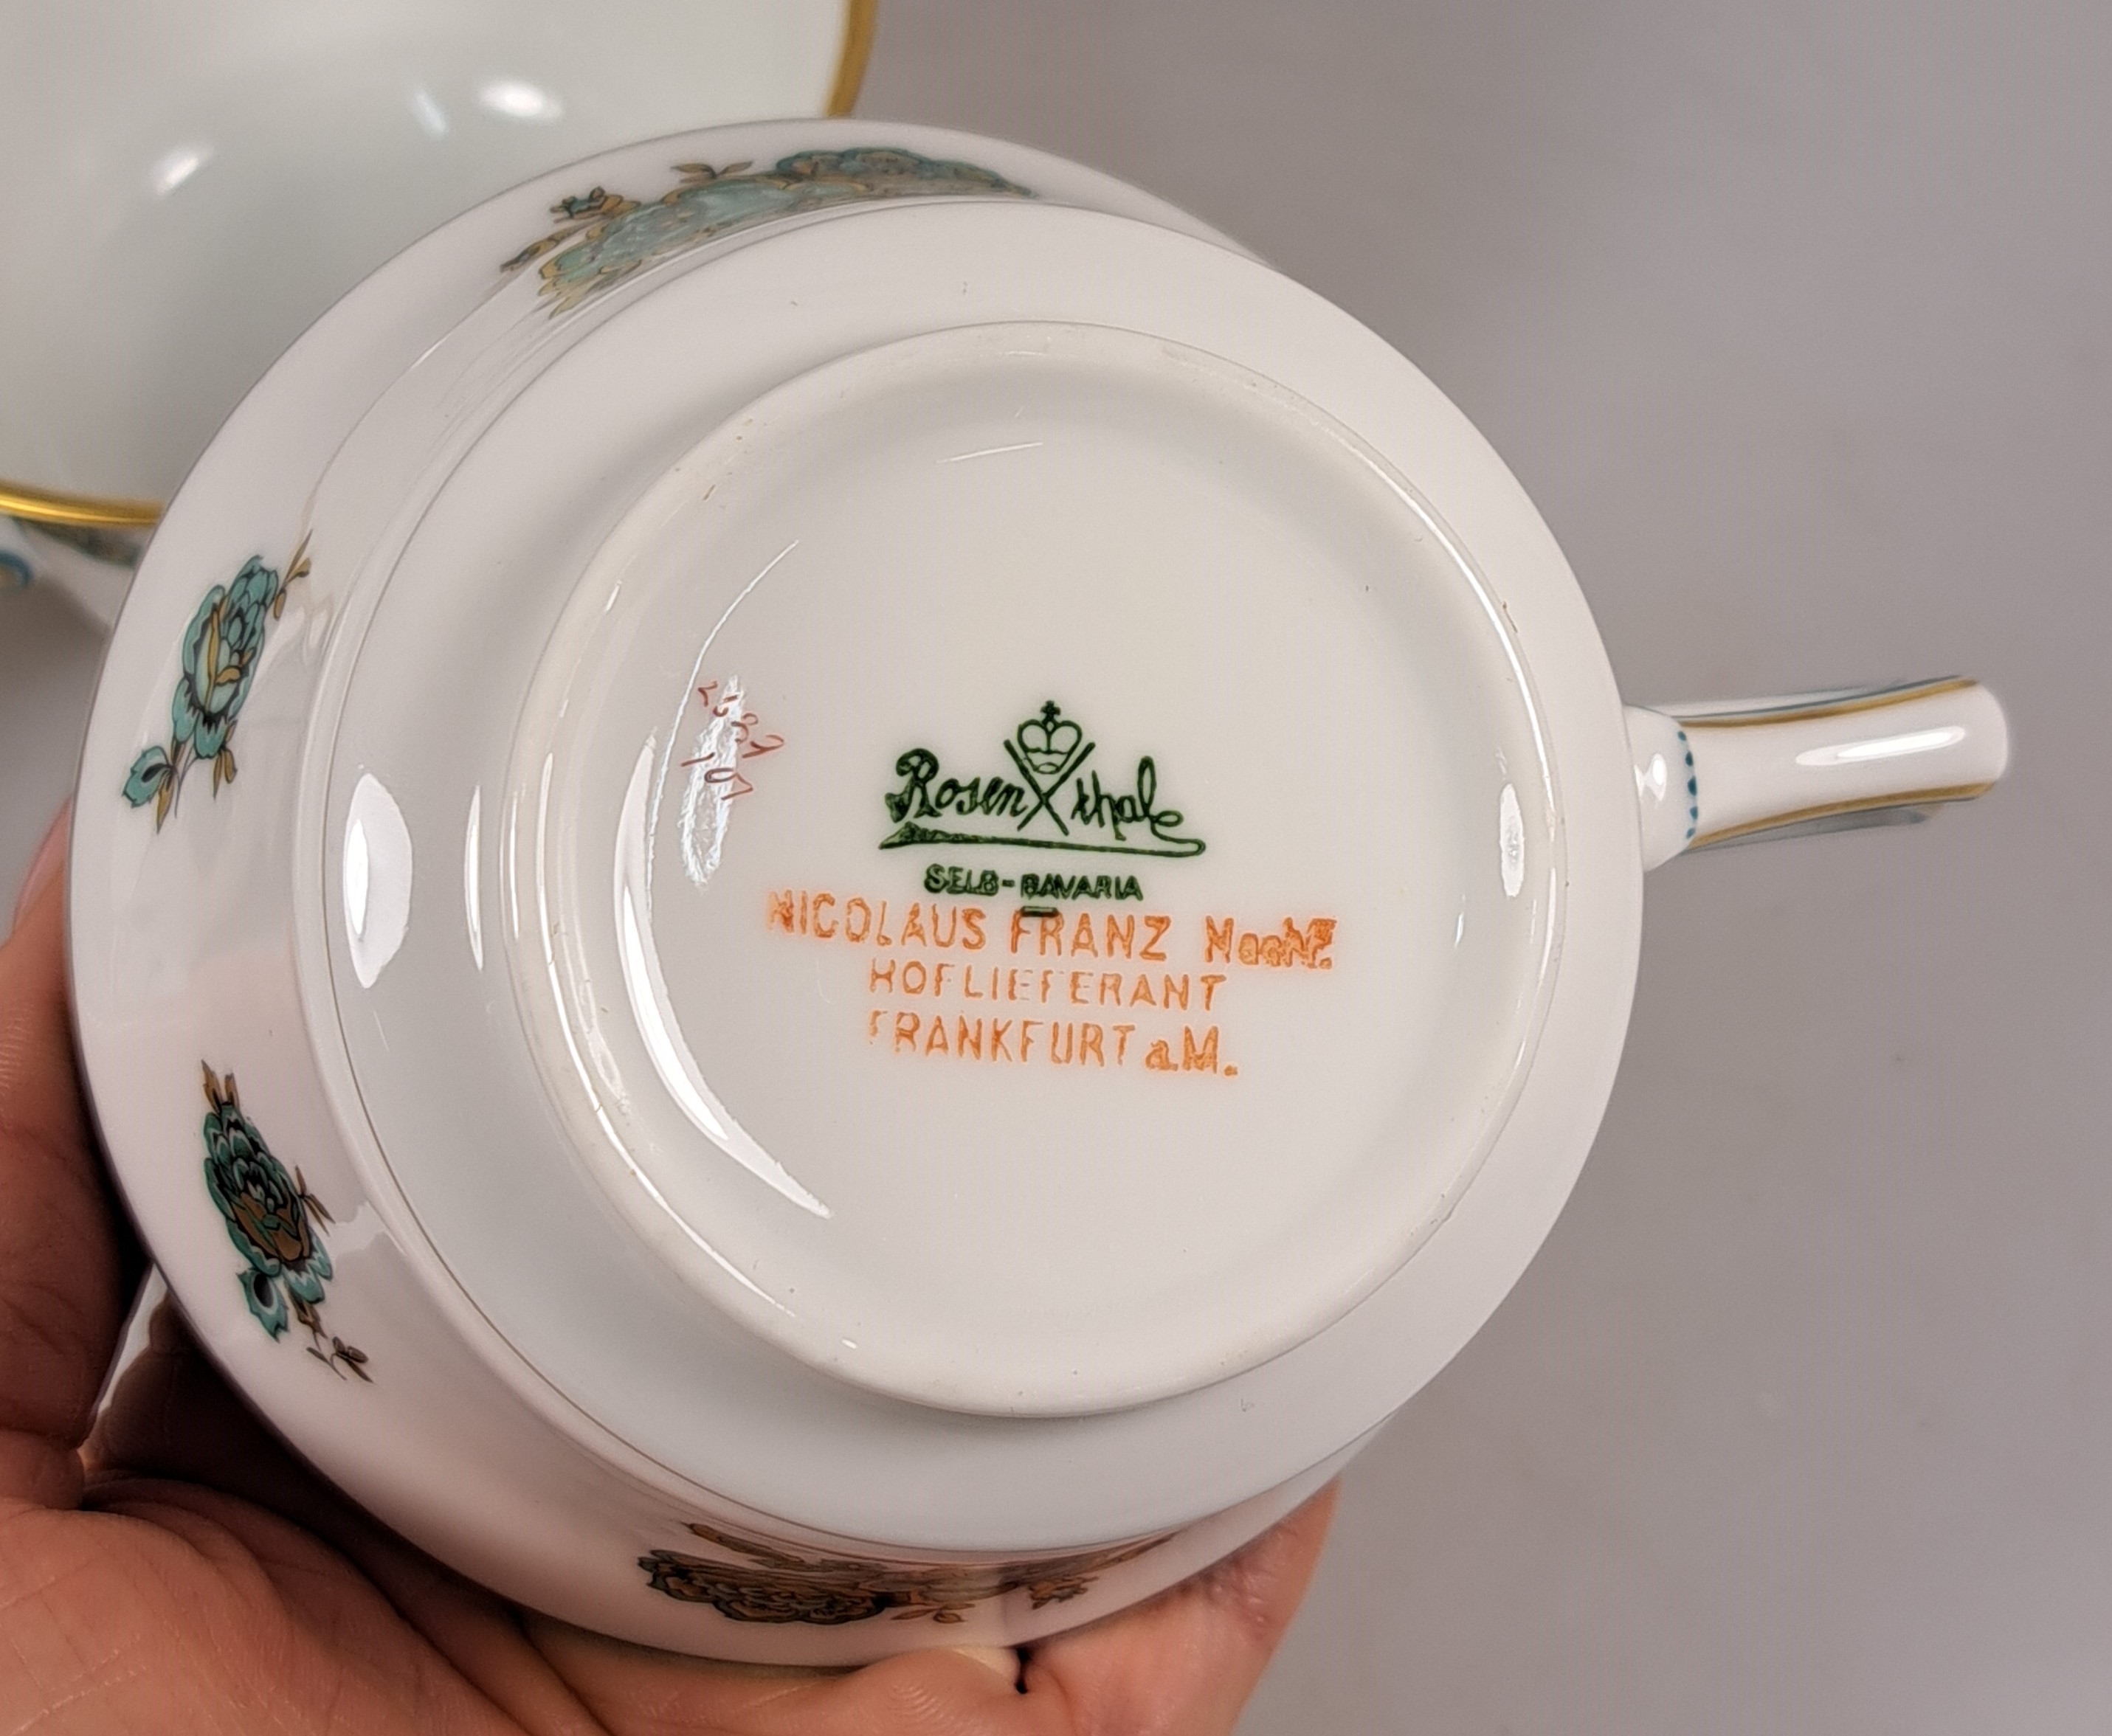 Rosenthal
SELB-BAVARIA
NICOLAUS FRANZ Nachf.
HOFLIEFERANT
FRANKFURT a.M.